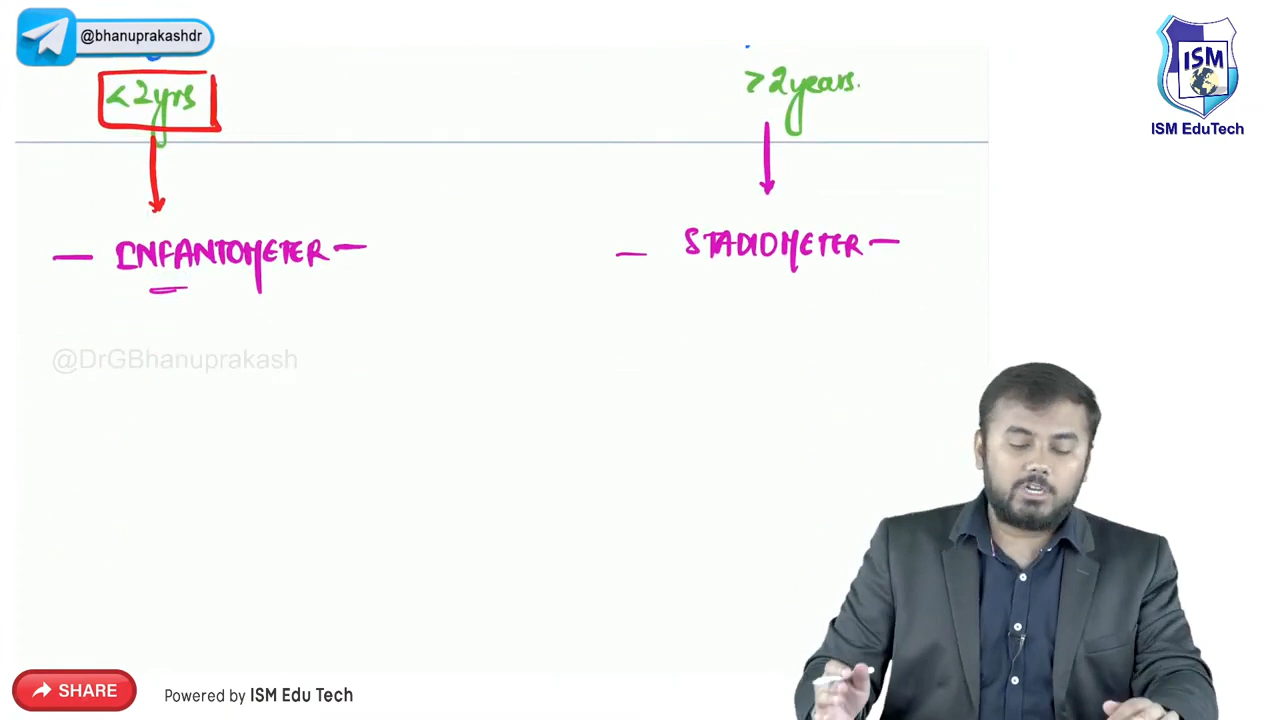 @bhanuprakashdr
ISM
ISM EduTech
< 2yrs
> 2years.
— INFANTOMETER —
— STADIOMETER —
@DrGBhanuprakash
SHARE
Powered by ISM Edu Tech